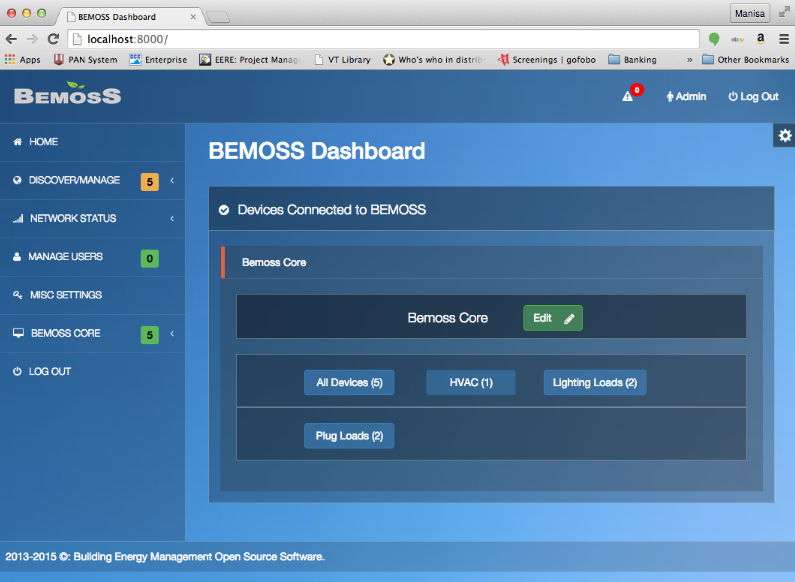 BEMOSS Dashboard
Manisa
localhost:8000/
Apps PAN System Enterprise EERE: Project Manag VT Library Who's who in distrib Screenings | gofobo Banking » Other Bookmarks
BEMOSS
0
Admin
Log Out
HOME
DISCOVER/MANAGE 5
NETWORK STATUS
MANAGE USERS 0
MISC SETTINGS
BEMOSS CORE 5
LOG OUT
BEMOSS Dashboard
Devices Connected to BEMOSS
Bemoss Core
Bemoss Core
Edit
All Devices (5) HVAC (1) Lighting Loads (2)
Plug Loads (2)
2013-2015 ©: Building Energy Management Open Source Software.